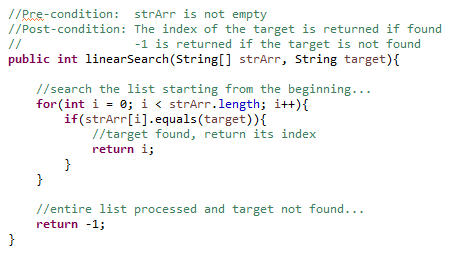 //Pre-condition:  strArr is not empty
//Post-condition: The index of the target is returned if found
//                -1 is returned if the target is not found
public int linearSearch(String[] strArr, String target){
    //search the list starting from the beginning...
    for(int i = 0; i < strArr.length; i++){
        if(strArr[i].equals(target)){
            //target found, return its index
            return i;
        }
    }
    //entire list processed and target not found...
    return -1;
}